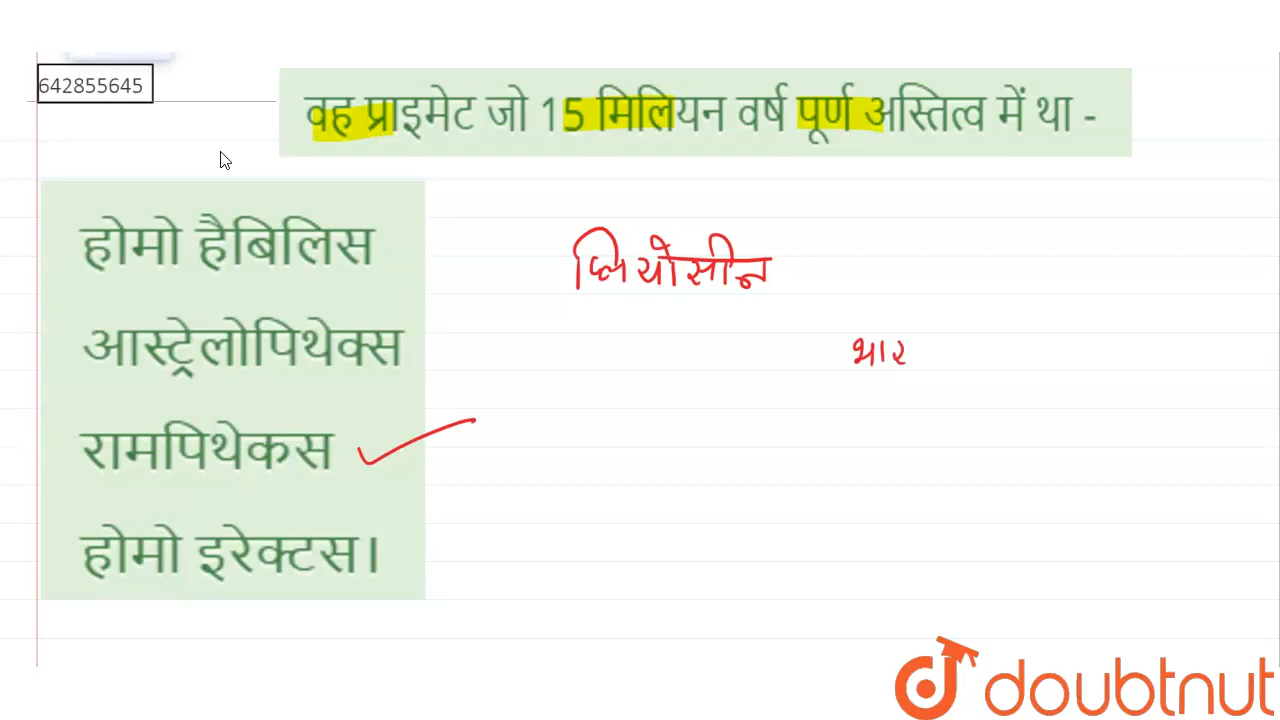 642855645
वह प्राइमेट जो 15 मिलियन वर्ष पूर्ण अस्तित्व में था -
होमो हैबिलिस
प्लियोसीन
आस्ट्रेलोपिथेक्स
भार
रामपिथेकस
होमो इरेक्टस।
doubtnut